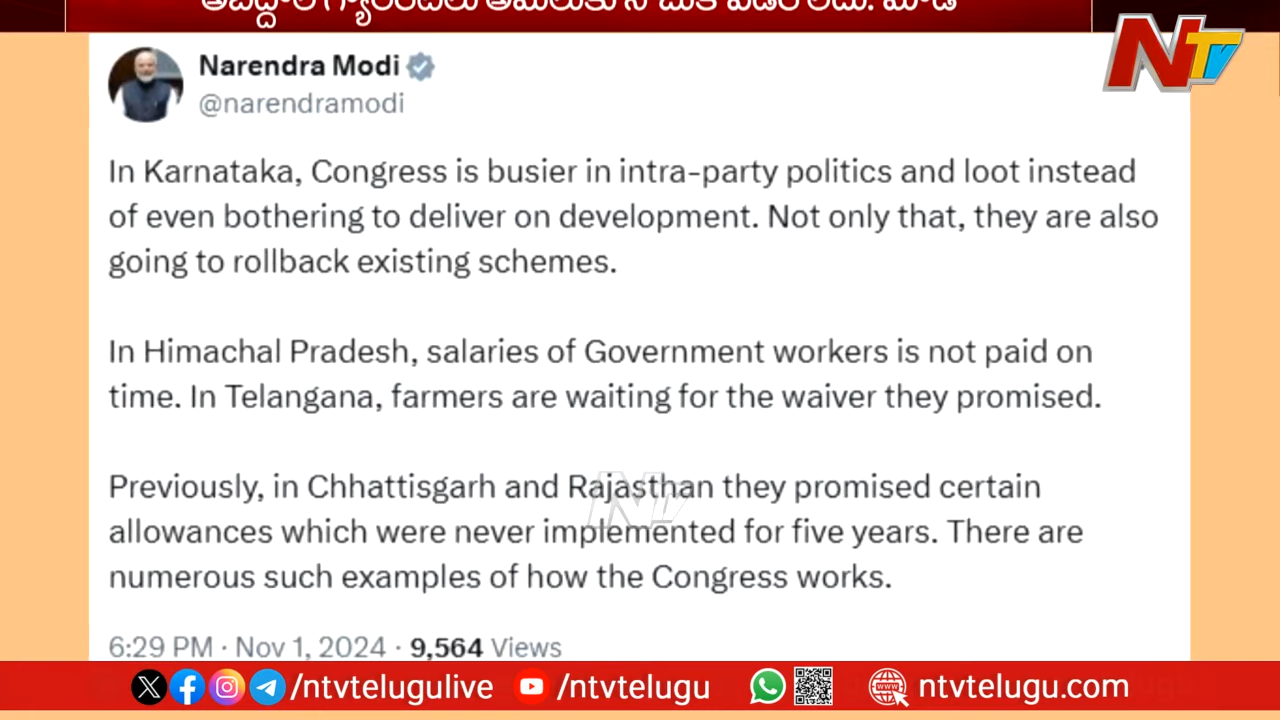 NTV
Narendra Modi
@narendramodi
In Karnataka, Congress is busier in intra-party politics and loot instead
of even bothering to deliver on development. Not only that, they are also
going to rollback existing schemes.
In Himachal Pradesh, salaries of Government workers is not paid on
time. In Telangana, farmers are waiting for the waiver they promised.
Previously, in Chhattisgarh and Rajasthan they promised certain
allowances which were never implemented for five years. There are
numerous such examples of how the Congress works.
NTV
6:29 PM · Nov 1, 2024 · 9,564 Views
/ntvtelugulive /ntvtelugu www ntvtelugu.com